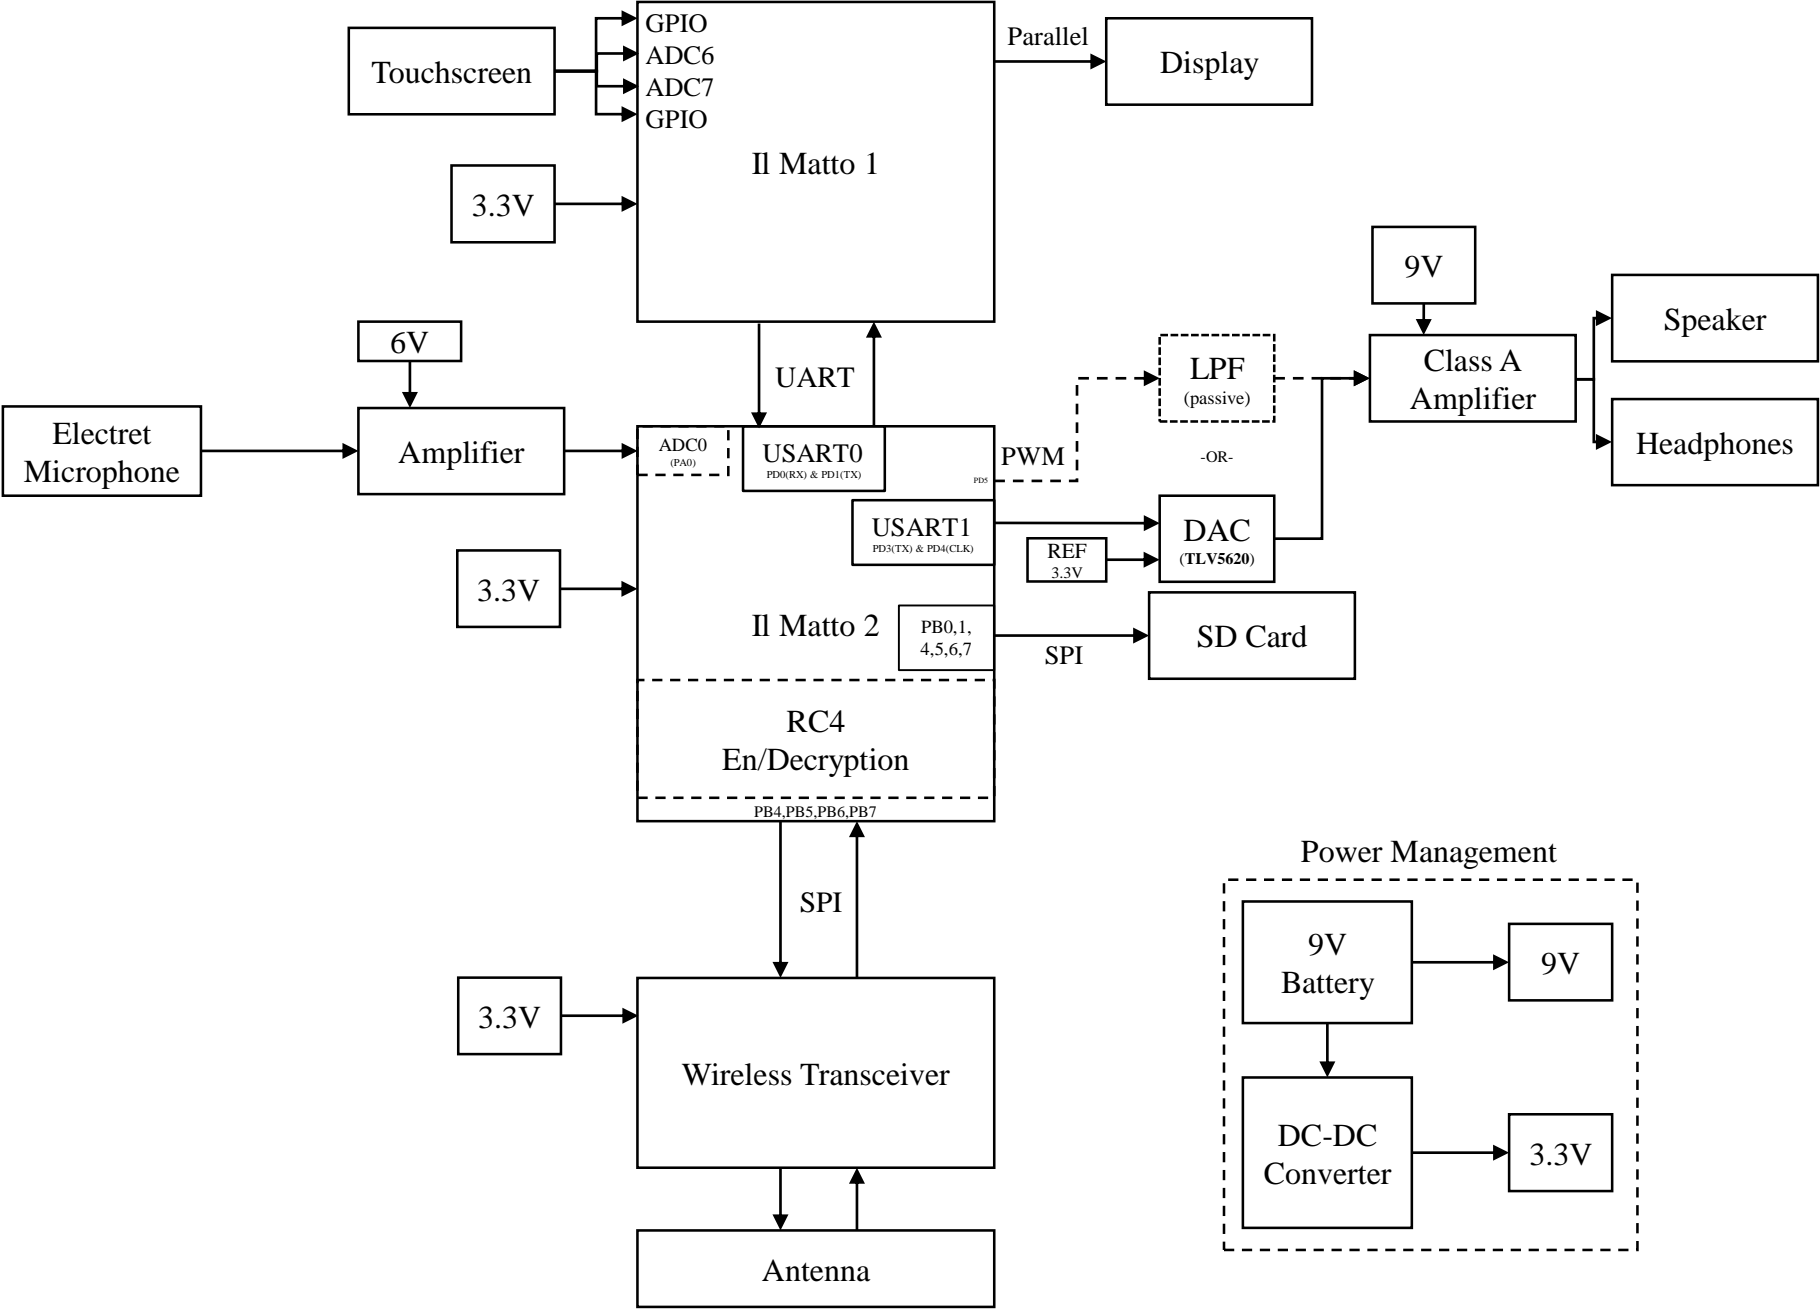 GPIO
ADC6
ADC7
GPIO
Touchscreen
Parallel
Display
Il Matto 1
3.3V
9V
Speaker
6V
UART
LPF
(passive)
Class A
Amplifier
Electret
Microphone
Amplifier
ADC0
(PA0)
USART0
PD0(RX) & PD1(TX)
PWM
PD5
-OR-
Headphones
USART1
PD3(TX) & PD4(CLK)
DAC
(TLV5620)
REF
3.3V
3.3V
Il Matto 2
PB0,1,
4,5,6,7
SPI
SD Card
RC4
En/Decryption
PB4,PB5,PB6,PB7
SPI
Power Management
9V
Battery
9V
3.3V
Wireless Transceiver
DC-DC
Converter
3.3V
Antenna